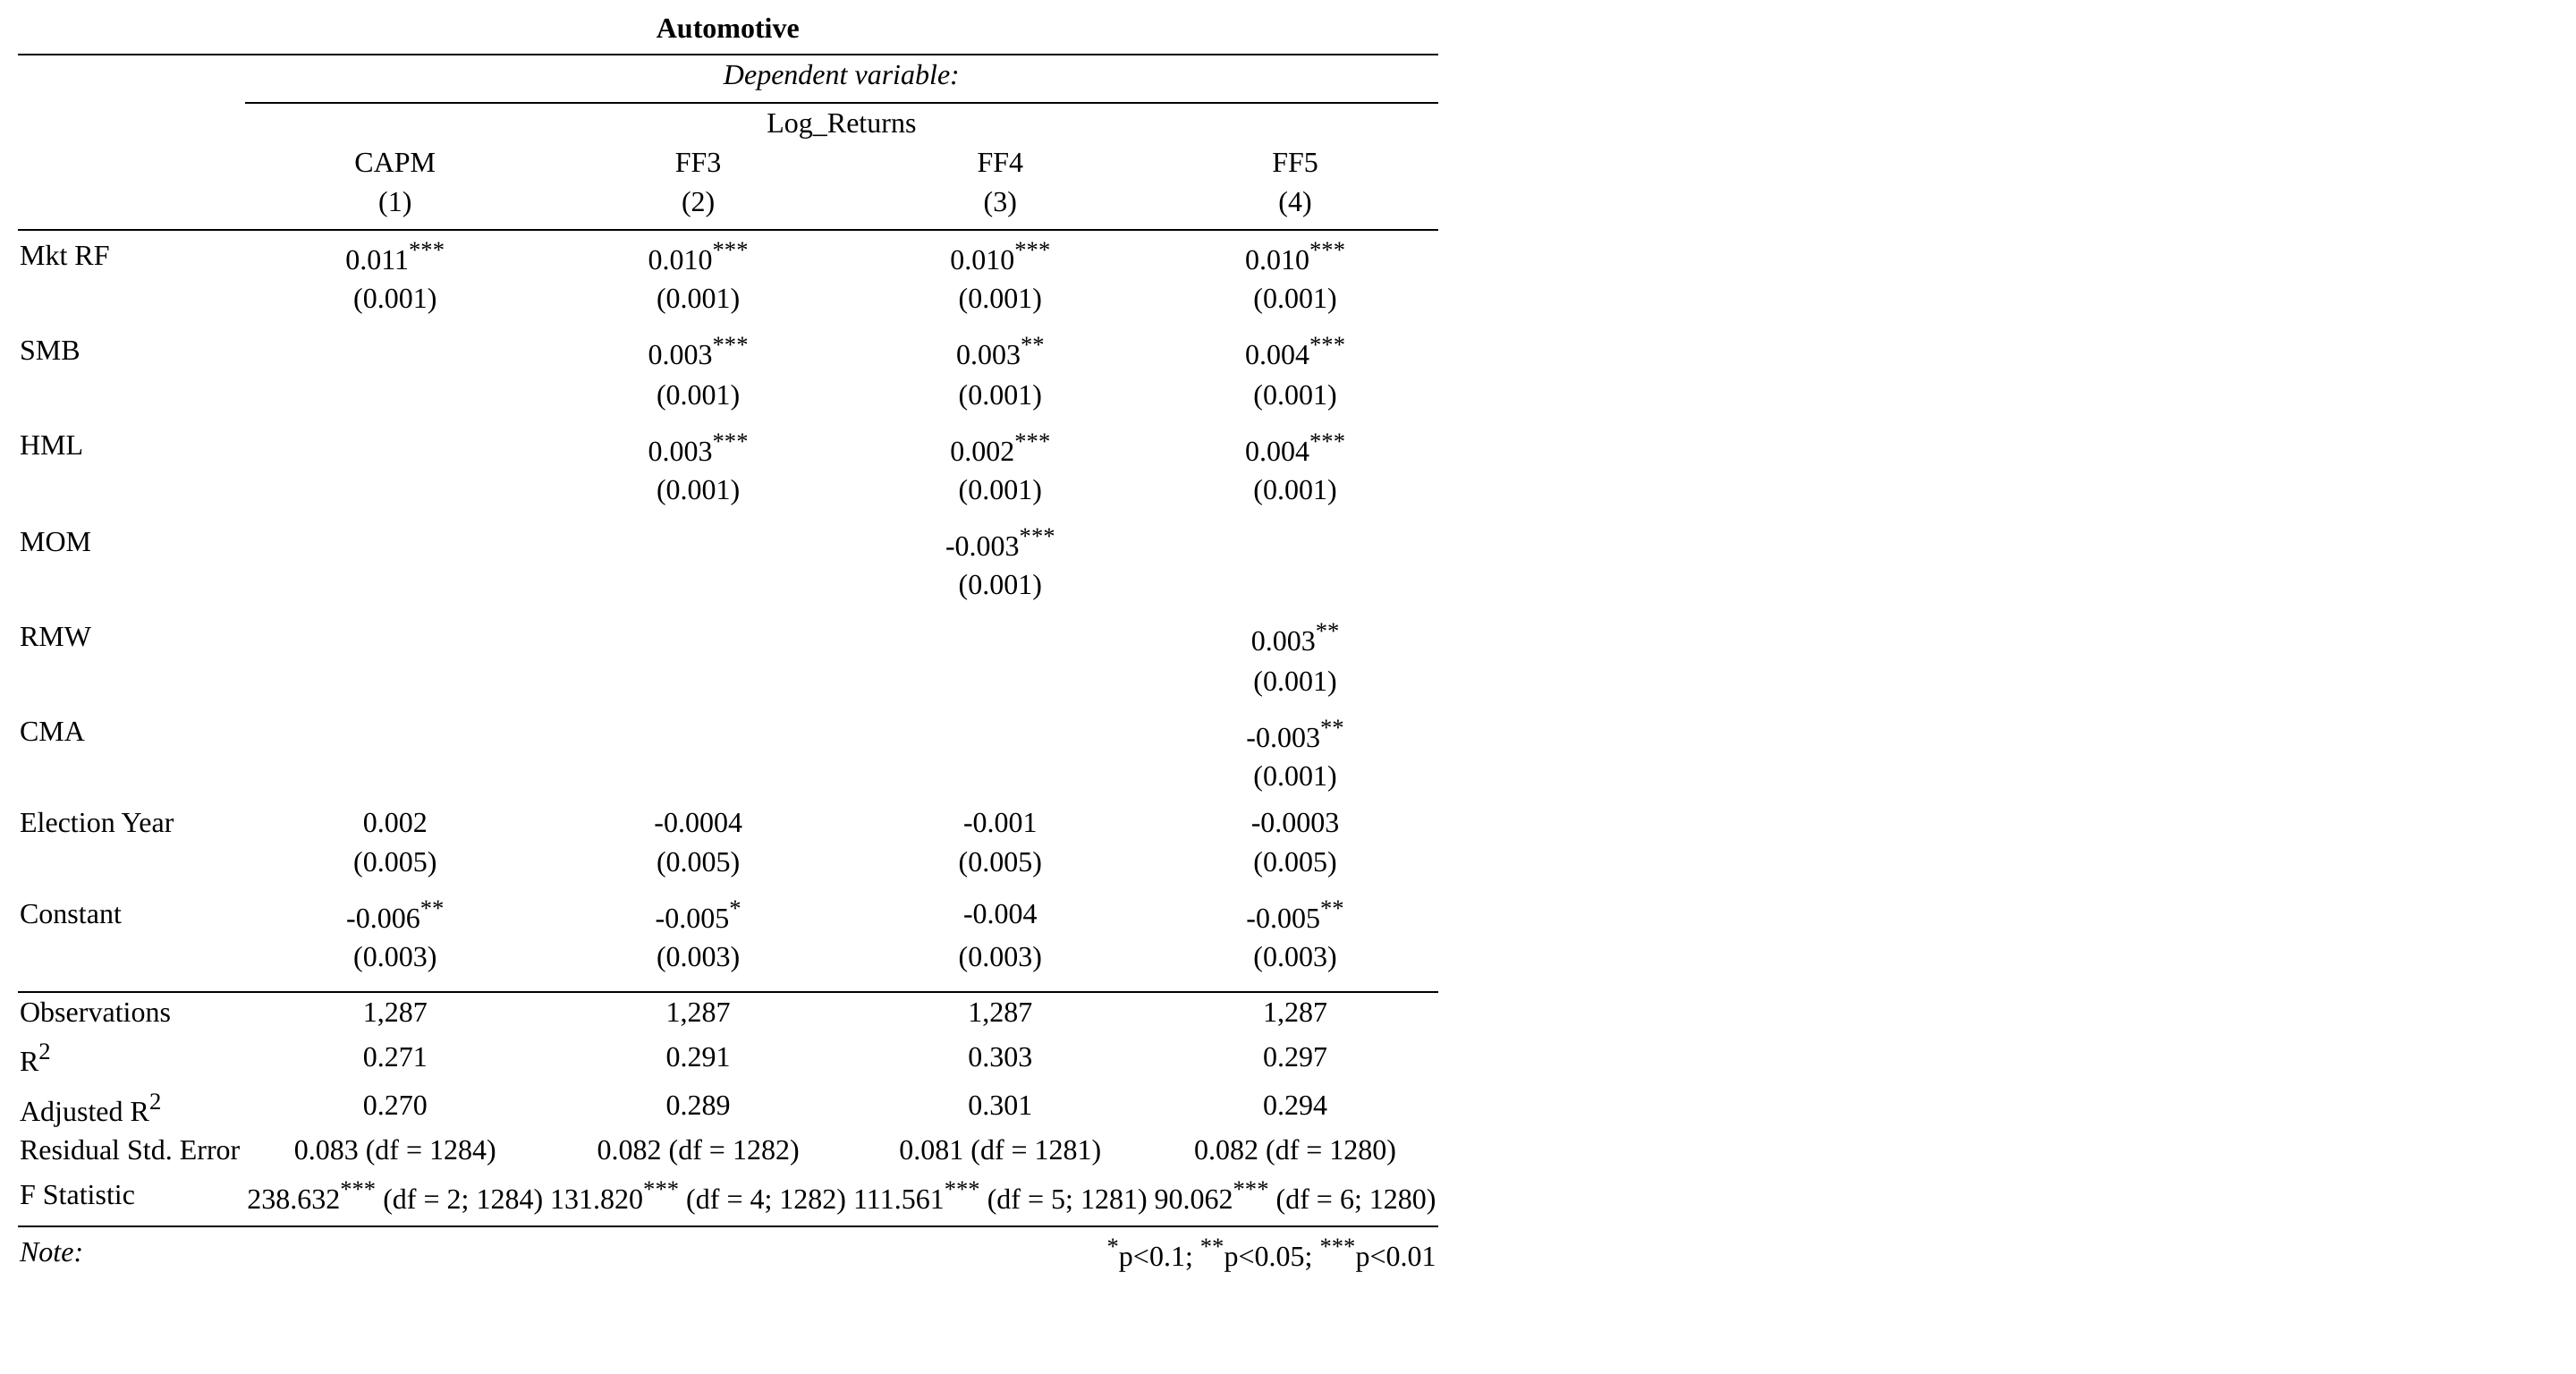 Automotive
Dependent variable:
Log_Returns
CAPM FF3 FF4 FF5
(1) (2) (3) (4)
Mkt RF 0.011*** 0.010*** 0.010*** 0.010***
(0.001) (0.001) (0.001) (0.001)
SMB 0.003*** 0.003** 0.004***
(0.001) (0.001) (0.001)
HML 0.003*** 0.002*** 0.004***
(0.001) (0.001) (0.001)
MOM -0.003***
(0.001)
RMW 0.003**
(0.001)
CMA -0.003**
(0.001)
Election Year 0.002 -0.0004 -0.001 -0.0003
(0.005) (0.005) (0.005) (0.005)
Constant -0.006** -0.005* -0.004 -0.005**
(0.003) (0.003) (0.003) (0.003)
Observations 1,287 1,287 1,287 1,287
R2 0.271 0.291 0.303 0.297
Adjusted R2 0.270 0.289 0.301 0.294
Residual Std. Error 0.083 (df = 1284) 0.082 (df = 1282) 0.081 (df = 1281) 0.082 (df = 1280)
F Statistic 238.632*** (df = 2; 1284) 131.820*** (df = 4; 1282) 111.561*** (df = 5; 1281) 90.062*** (df = 6; 1280)
Note: *p<0.1; **p<0.05; ***p<0.01